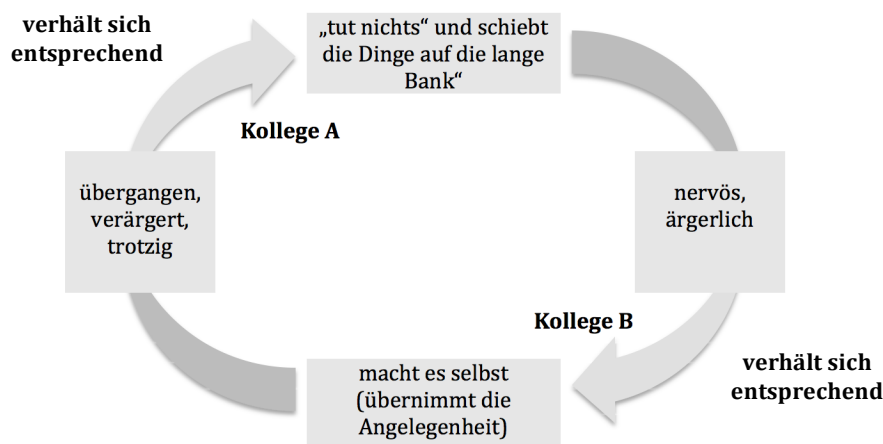 verhält sich
entsprechend
„tut nichts“ und schiebt
die Dinge auf die lange
Bank“
Kollege A
übergangen,
verärgert,
trotzig
nervös,
ärgerlich
Kollege B
macht es selbst
(übernimmt die
Angelegenheit)
verhält sich
entsprechend